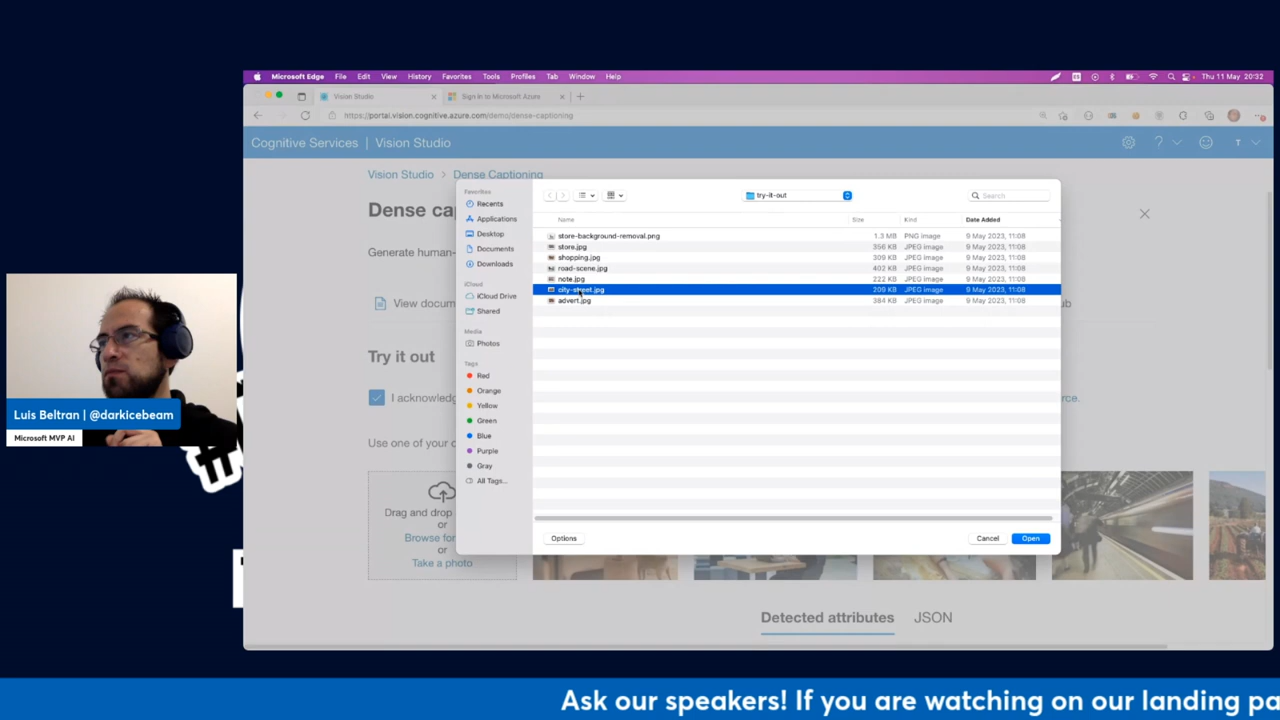 Microsoft Edge File Edit View History Favorites Tools Profiles Tab Window Help Thu 11 May 20:32
Vision Studio Sign in to Microsoft Azure
https://portal.vision.cognitive.azure.com/demo/dense-captioning
Cognitive Services | Vision Studio ? T
Vision Studio > Dense Captioning
Dense ca
Generate human-
View docum
Try it out
I acknowledg
rce.
Use one of your o
Drag and drop
or
Browse for
or
Take a photo
Favorites
Recents
Applications
Desktop
Documents
Downloads
iCloud
iCloud Drive
Shared
Media
Photos
Tags
Red
Orange
Yellow
Green
Blue
Purple
Gray
All Tags...
try-it-out
Search
Name Size Kind Date Added
store-background-removal.png 1.3 MB PNG image 9 May 2023, 11:08
store.jpg 356 KB JPEG image 9 May 2023, 11:08
shopping.jpg 309 KB JPEG image 9 May 2023, 11:08
road-scene.jpg 402 KB JPEG image 9 May 2023, 11:08
note.jpg 222 KB JPEG image 9 May 2023, 11:08
city-street.jpg 209 KB JPEG image 9 May 2023, 11:08
advert.jpg 384 KB JPEG image 9 May 2023, 11:08
Options Cancel Open
Detected attributes JSON
Luis Beltran | @darkicebeam
Microsoft MVP AI
Ask our speakers! If you are watching on our landing pa